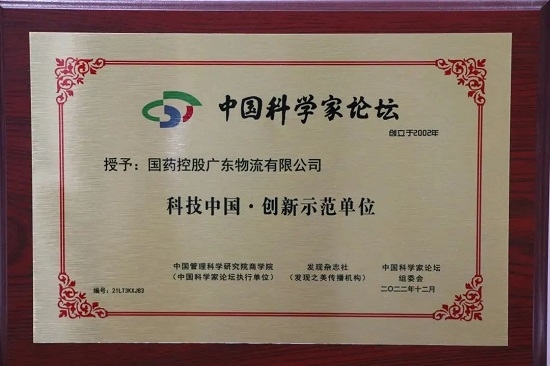 中国科学家论坛
创立于2002年
授予：国药控股广东物流有限公司
科技中国·创新示范单位
中国管理科学研究院商学院 发现杂志社 中国科学家论坛
（中国科学家论坛执行单位） （发现之美传播机构） 组委会
编号：21LT3KXJ83 二〇二二年十二月